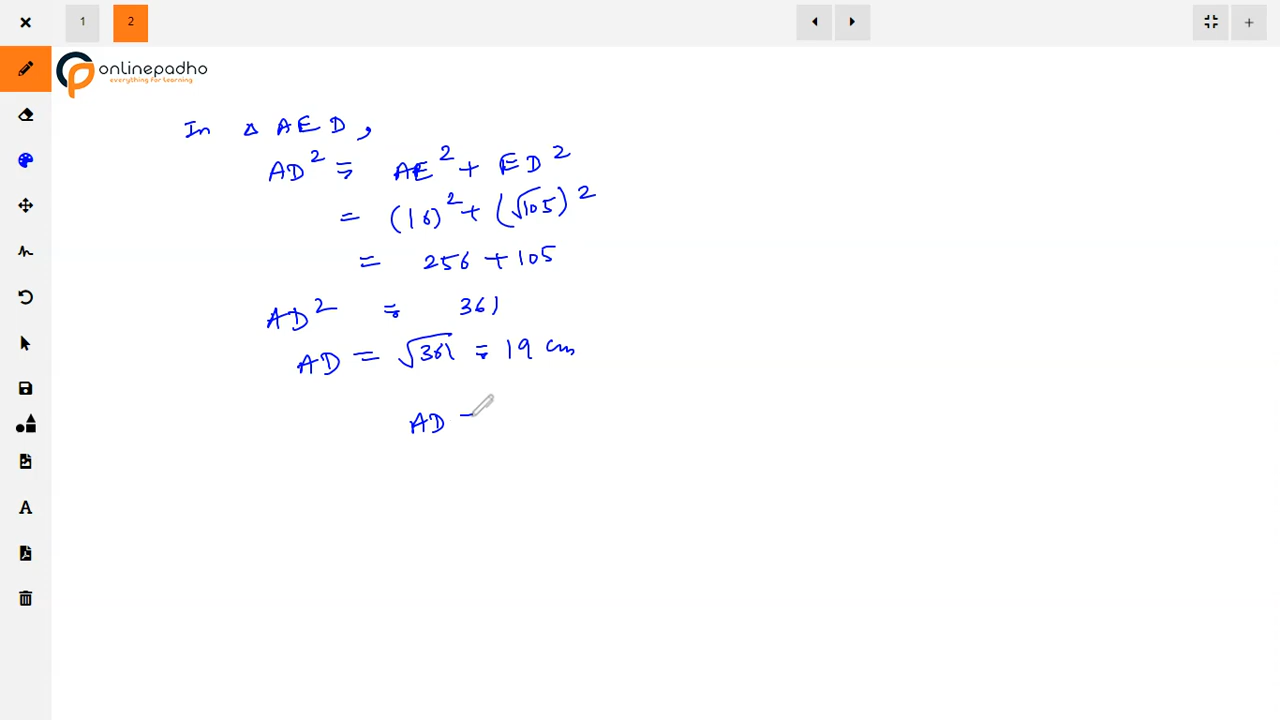 1 2
onlinepadho
everything for learning
In Δ AED,
AD² = AE² + ED²
= (16)² + (√105)²
= 256 + 105
AD² = 361
AD = √361 = 19 cm
AD -
A